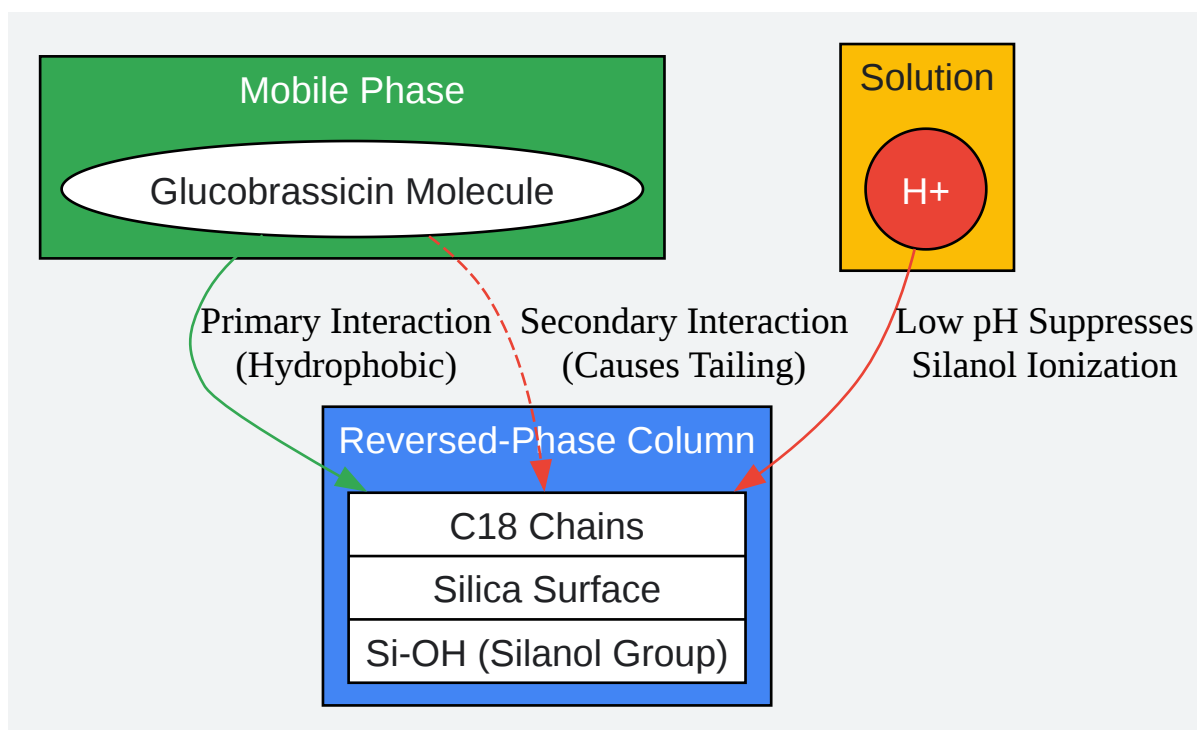 Mobile Phase
Glucobrassicin Molecule
Solution
H+
Primary Interaction
(Hydrophobic)
Secondary Interaction
(Causes Tailing)
Low pH Suppresses
Silanol Ionization
Reversed-Phase Column
C18 Chains
Silica Surface
Si-OH (Silanol Group)